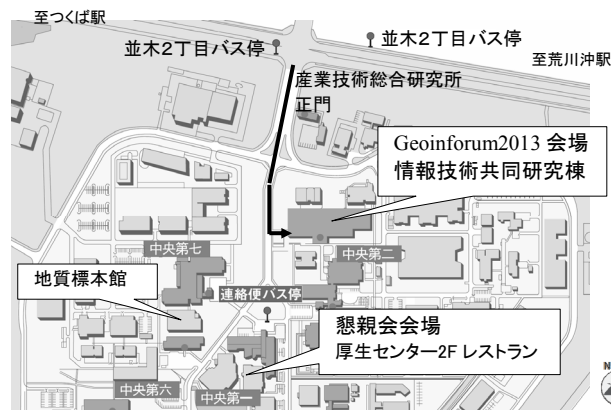 至つくば駅
並木2丁目バス停
並木2丁目バス停
至荒川沖駅
産業技術総合研究所
正門
Geoinforum2013 会場
情報技術共同研究棟
中央第七
中央第二
地質標本館
連絡便バス停
懇親会会場
厚生センター2F レストラン
中央第六
中央第一
N